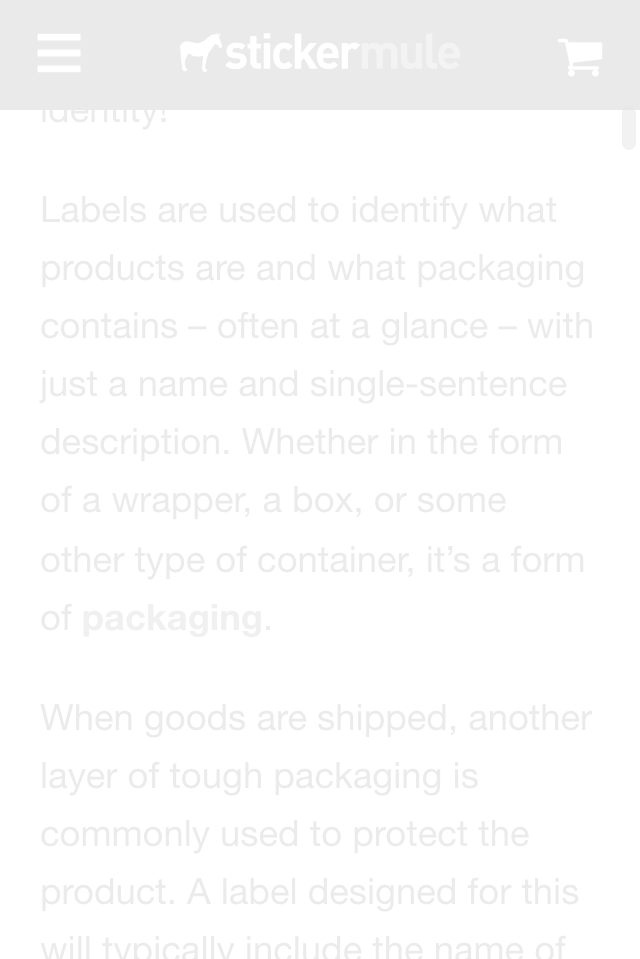 stickermule
identity!
Labels are used to identify what
products are and what packaging
contains – often at a glance – with
just a name and single-sentence
description. Whether in the form
of a wrapper, a box, or some
other type of container, it’s a form
of packaging.
When goods are shipped, another
layer of tough packaging is
commonly used to protect the
product. A label designed for this
will typically include the name of